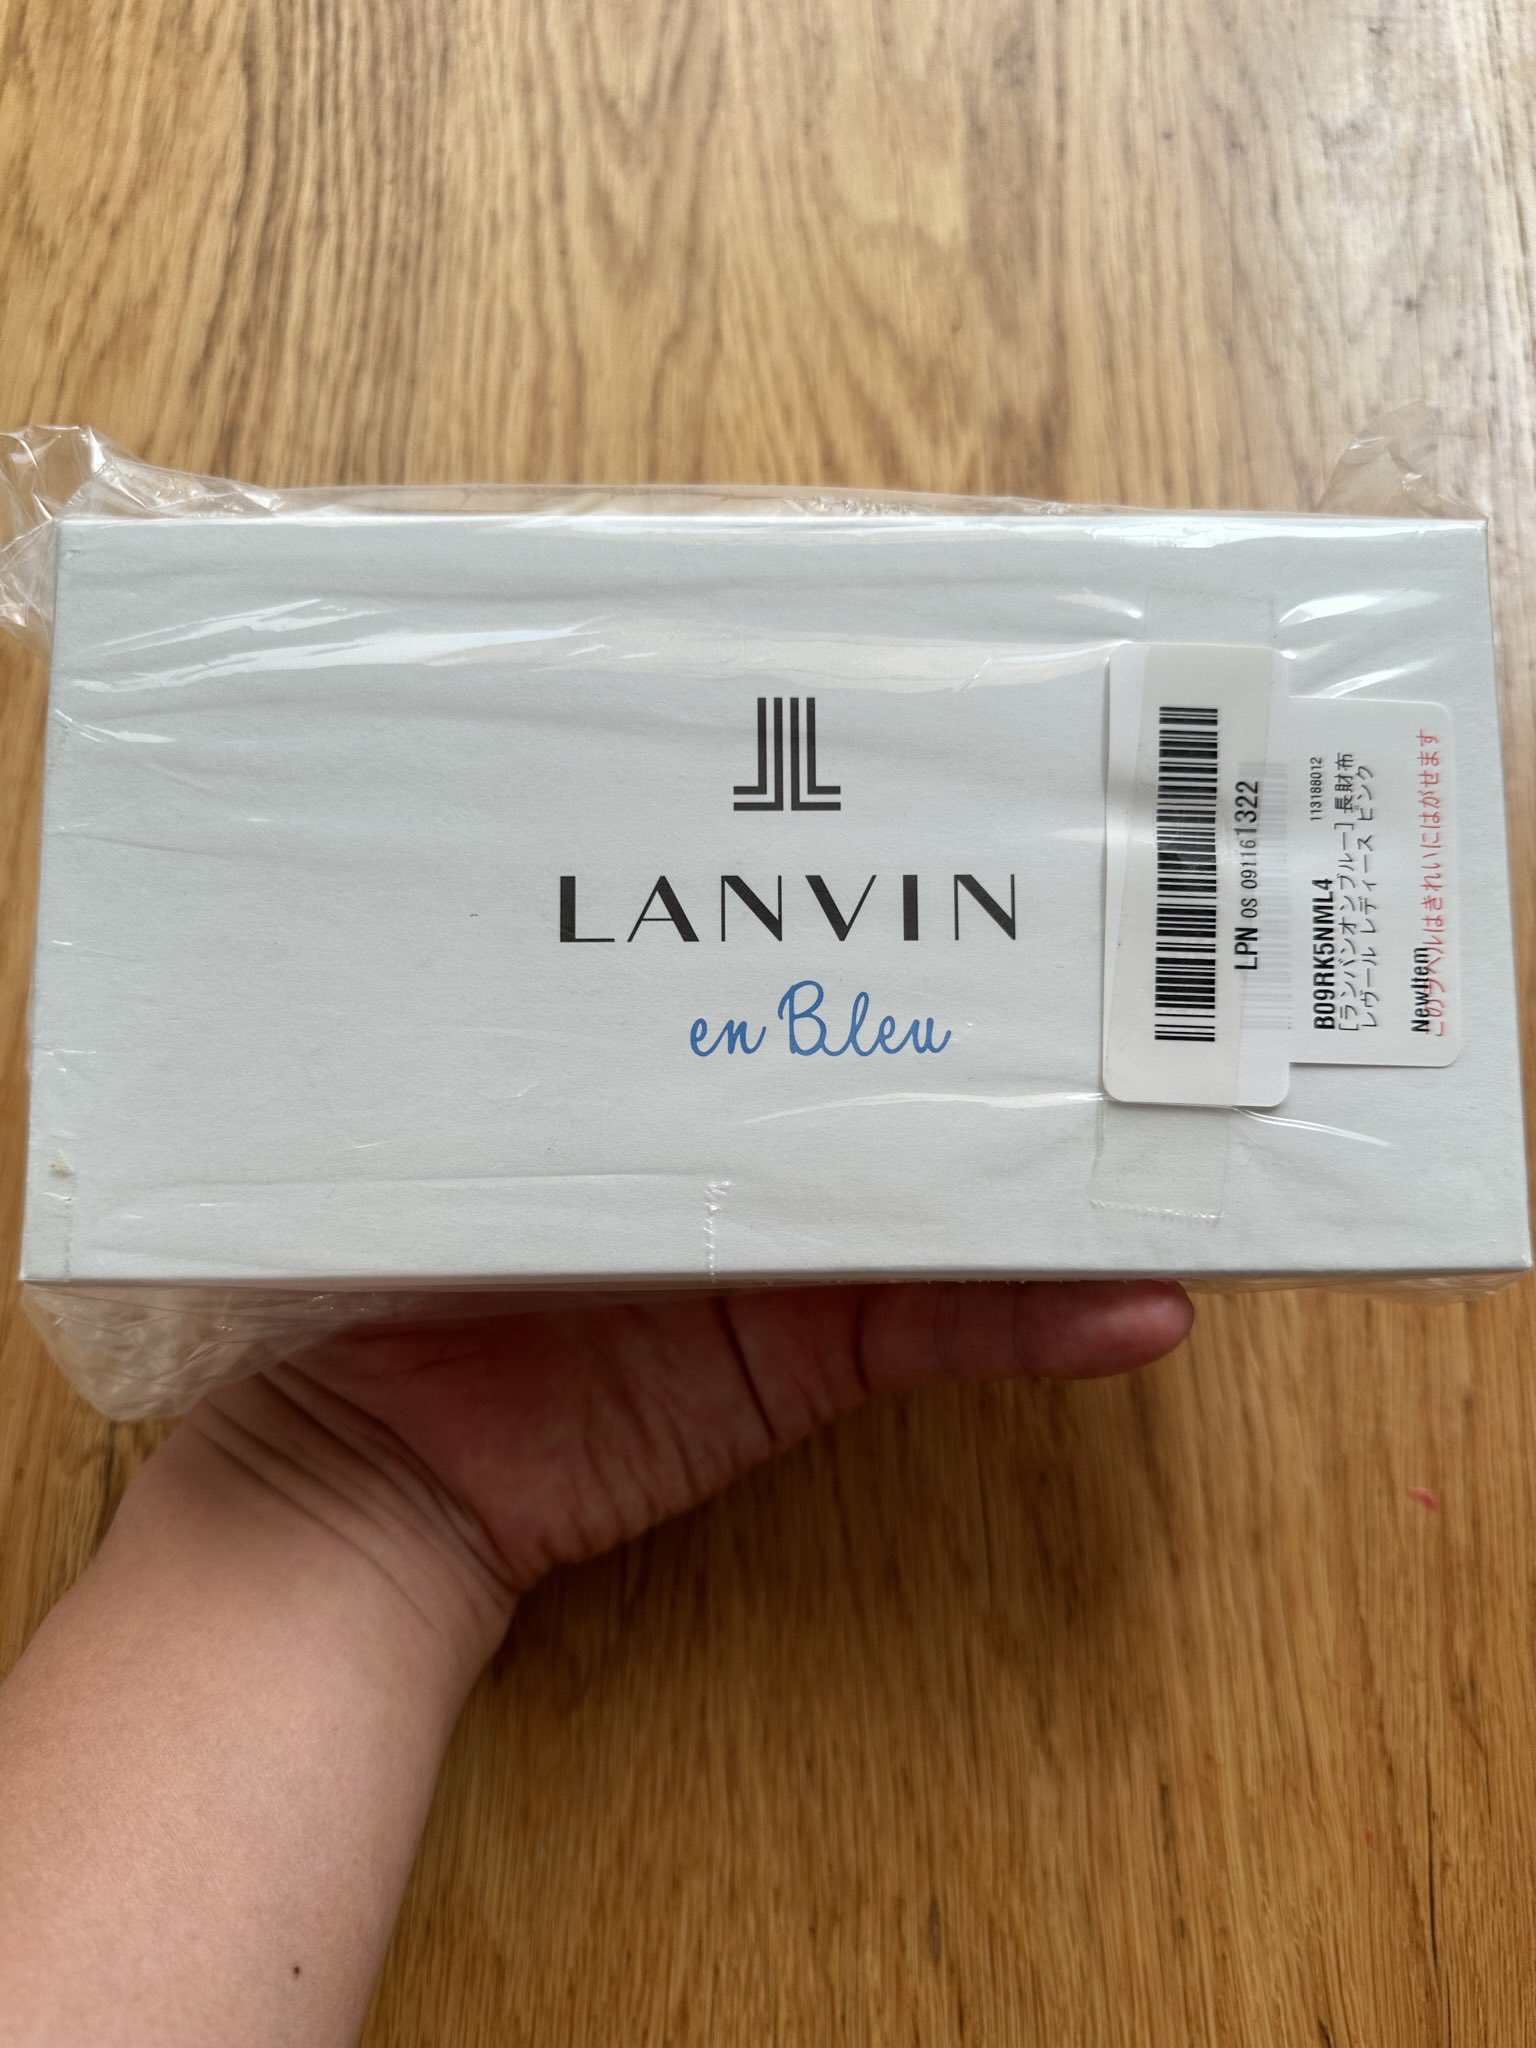 LANVIN
en Bleu
LPN OS 091161322
113188012
B09RK5NML4
[ランバンオンブルー] 長財布
レヴール レディース ピンク
NewItem
このラベルはきれいにはがせます